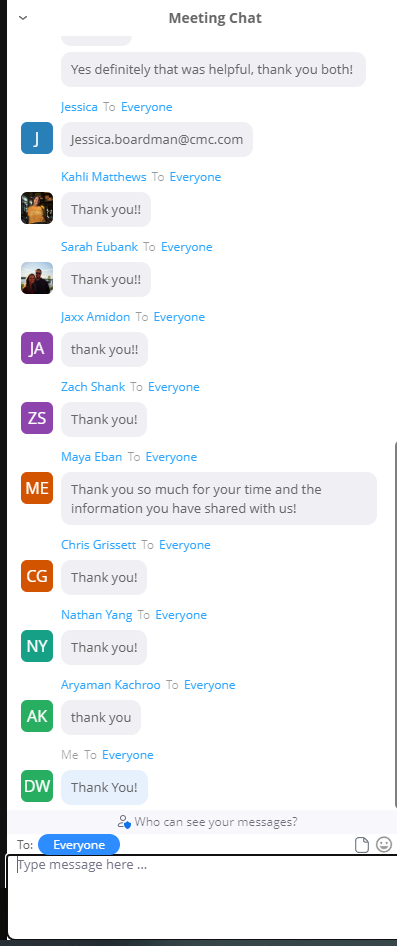 Meeting Chat
Yes definitely that was helpful, thank you both!
Jessica To Everyone
J
Jessica.boardman@cmc.com
Kahli Matthews To Everyone
Thank you!!
Sarah Eubank To Everyone
Thank you!!
Jaxx Amidon To Everyone
JA
thank you!!
Zach Shank To Everyone
ZS
Thank you!
Maya Eban To Everyone
ME
Thank you so much for your time and the
information you have shared with us!
Chris Grissett To Everyone
CG
Thank you!
Nathan Yang To Everyone
NY
Thank you!
Aryaman Kachroo To Everyone
AK
thank you
Me To Everyone
DW
Thank You!
Who can see your messages?
To: Everyone
Type message here ...